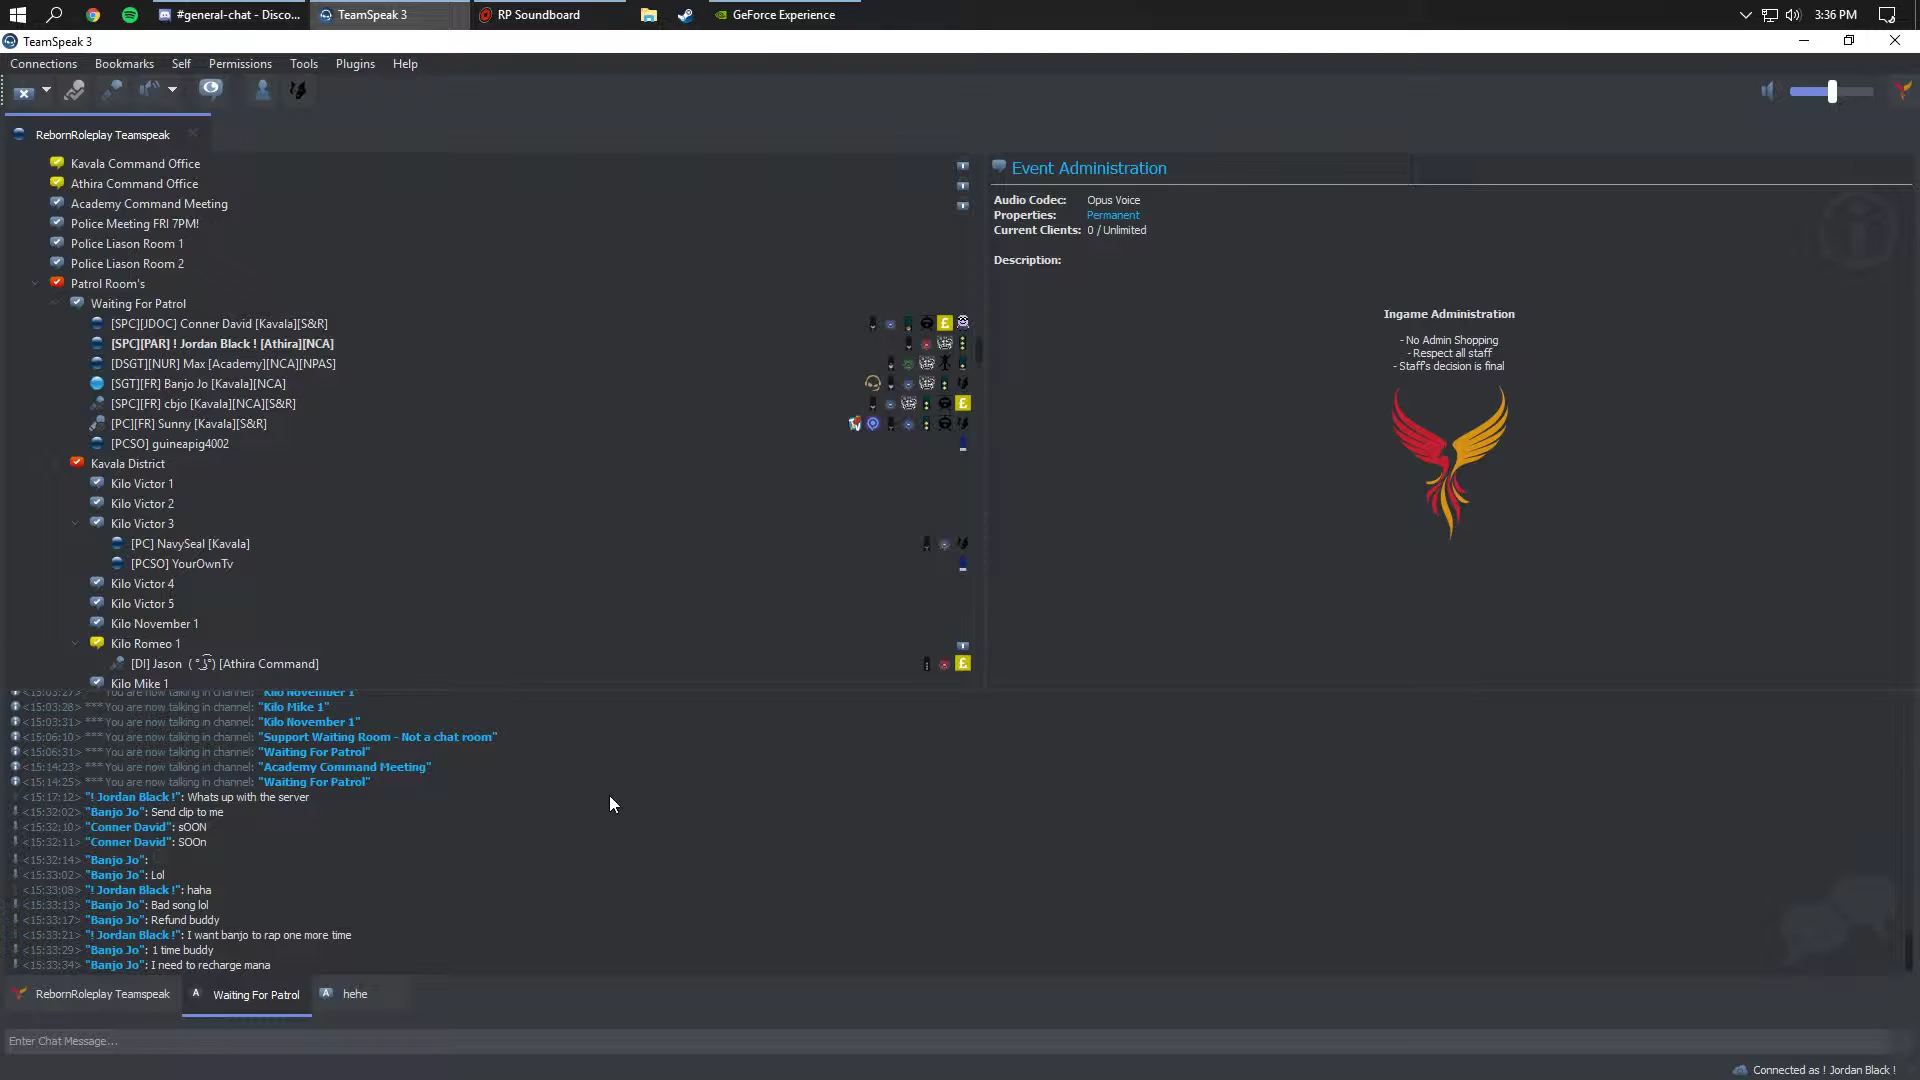 #general-chat - Disco...
TeamSpeak 3
RP Soundboard
GeForce Experience
3:36 PM
TeamSpeak 3
Connections
Bookmarks
Self
Permissions
Tools
Plugins
Help
RebornRoleplay Teamspeak
Kavala Command Office
Athira Command Office
Academy Command Meeting
Police Meeting FRI 7PM!
Police Liason Room 1
Police Liason Room 2
Patrol Room's
Waiting For Patrol
[SPC][JDOC] Conner David [Kavala][S&R]
[SPC][PAR] ! Jordan Black ! [Athira][NCA]
[DSGT][NUR] Max [Academy][NCA][NPAS]
[SGT][FR] Banjo Jo [Kavala][NCA]
[SPC][FR] cbjo [Kavala][NCA][S&R]
[PC][FR] Sunny [Kavala][S&R]
[PCSO] guineapig4002
Kavala District
Kilo Victor 1
Kilo Victor 2
Kilo Victor 3
[PC] NavySeal [Kavala]
[PCSO] YourOwnTv
Kilo Victor 4
Kilo Victor 5
Kilo November 1
Kilo Romeo 1
[DI] Jason ( ͡° ͜ʖ ͡°) [Athira Command]
Kilo Mike 1
Event Administration
Audio Codec: Opus Voice
Properties: Permanent
Current Clients: 0 / Unlimited
Description:
Ingame Administration
- No Admin Shopping
- Respect all staff
- Staff's decision is final
<15:03:27> *** You are now talking in channel: "Kilo November 1"
<15:03:28> *** You are now talking in channel: "Kilo Mike 1"
<15:03:31> *** You are now talking in channel: "Kilo November 1"
<15:06:10> *** You are now talking in channel: "Support Waiting Room - Not a chat room"
<15:06:31> *** You are now talking in channel: "Waiting For Patrol"
<15:14:23> *** You are now talking in channel: "Academy Command Meeting"
<15:14:25> *** You are now talking in channel: "Waiting For Patrol"
<15:17:12> "! Jordan Black !": Whats up with the server
<15:32:02> "Banjo Jo": Send clip to me
<15:32:10> "Conner David": sOON
<15:32:11> "Conner David": SOOn
<15:32:14> "Banjo Jo":
<15:33:02> "Banjo Jo": Lol
<15:33:08> "! Jordan Black !": haha
<15:33:13> "Banjo Jo": Bad song lol
<15:33:17> "Banjo Jo": Refund buddy
<15:33:21> "! Jordan Black !": I want banjo to rap one more time
<15:33:29> "Banjo Jo": 1 time buddy
<15:33:34> "Banjo Jo": I need to recharge mana
RebornRoleplay Teamspeak
Waiting For Patrol
hehe
Enter Chat Message...
Connected as ! Jordan Black !